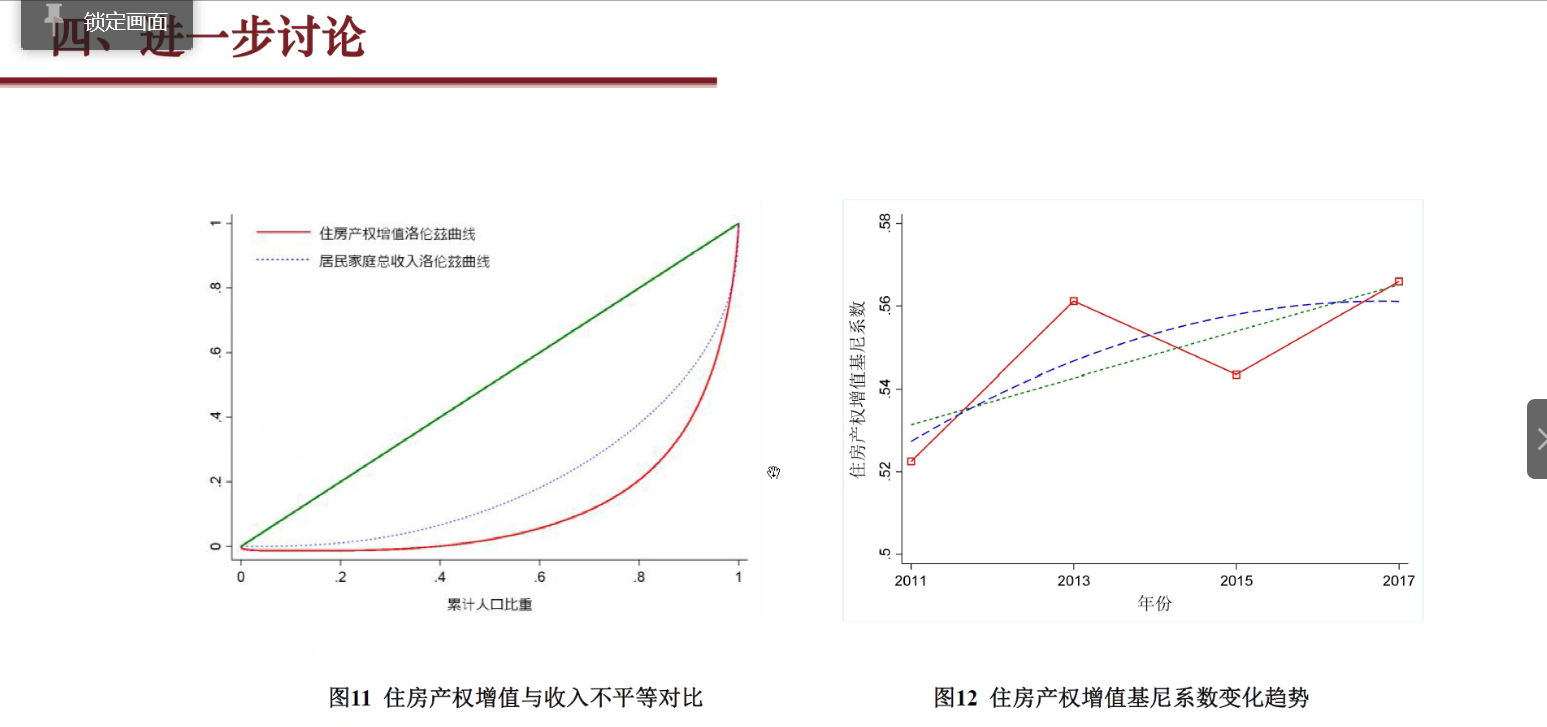 锁定画面
四、进一步讨论
住房产权增值洛伦兹曲线
居民家庭总收入洛伦兹曲线
1
.8
.6
.4
.2
0
0 .2 .4 .6 .8 1
累计人口比重
图11 住房产权增值与收入不平等对比
住房产权增值基尼系数
.58
.56
.54
.52
.5
2011 2013 2015 2017
年份
图12 住房产权增值基尼系数变化趋势